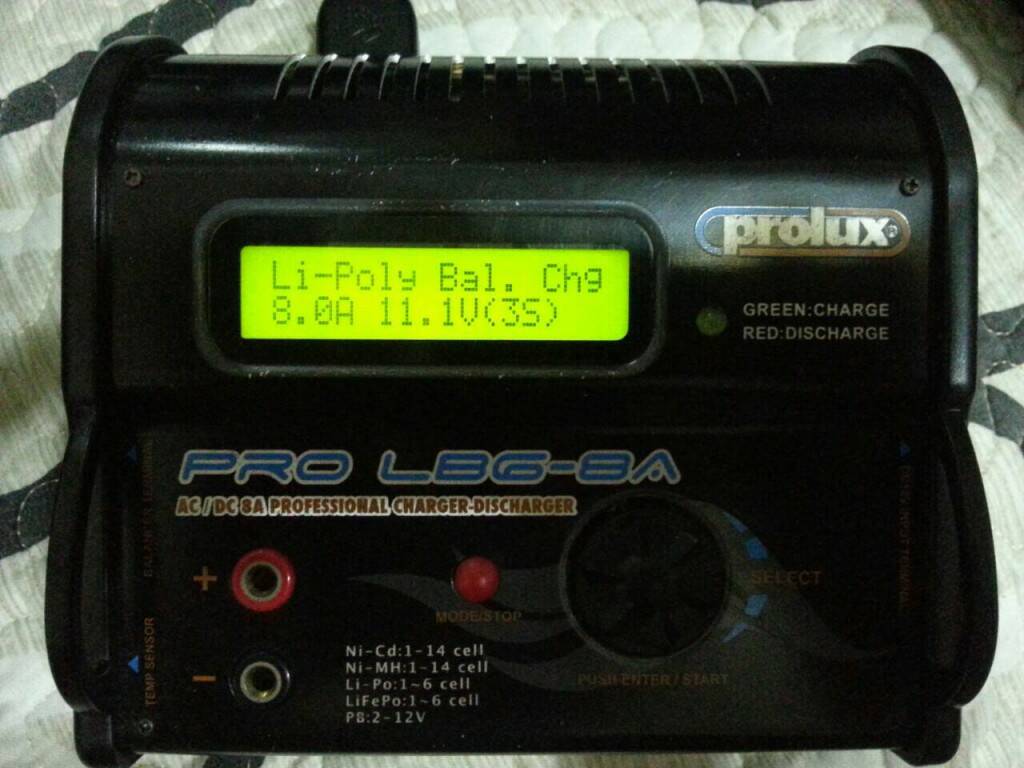 Li-Poly Bal. Chg
8.0A 11.1V(3S)
prolux
GREEN:CHARGE
RED:DISCHARGE
PRO LB6-8A
AC / DC 8A PROFESSIONAL CHARGER-DISCHARGER
+
MODE/STOP
SELECT
PUSH ENTER / START
−
TEMP SENSOR
Ni-Cd:1-14 cell
Ni-MH:1~14 cell
Li-Po:1~6 cell
LiFePo:1~6 cell
PB:2-12V